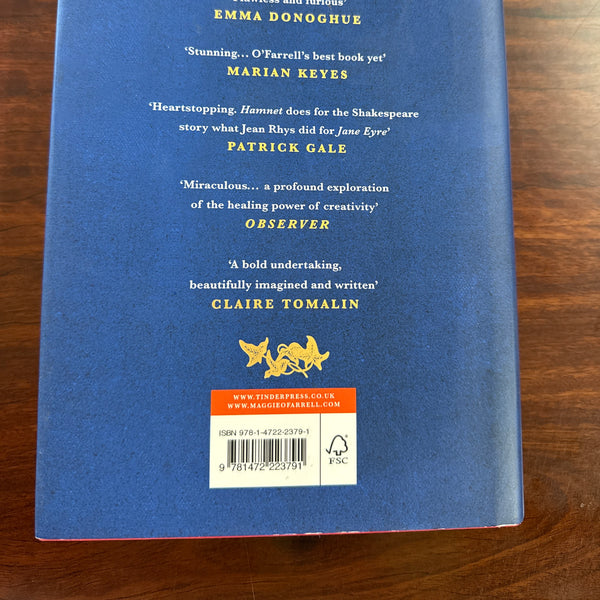 and furious’
EMMA DONOGHUE
‘Stunning... O’Farrell’s best book yet’
MARIAN KEYES
‘Heartstopping. Hamnet does for the Shakespeare
story what Jean Rhys did for Jane Eyre’
PATRICK GALE
‘Miraculous... a profound exploration
of the healing power of creativity’
OBSERVER
‘A bold undertaking,
beautifully imagined and written’
CLAIRE TOMALIN
WWW.TINDERPRESS.CO.UK
WWW.MAGGIEOFARRELL.COM
ISBN 978-1-4722-2379-1
9 781472 223791
FSC